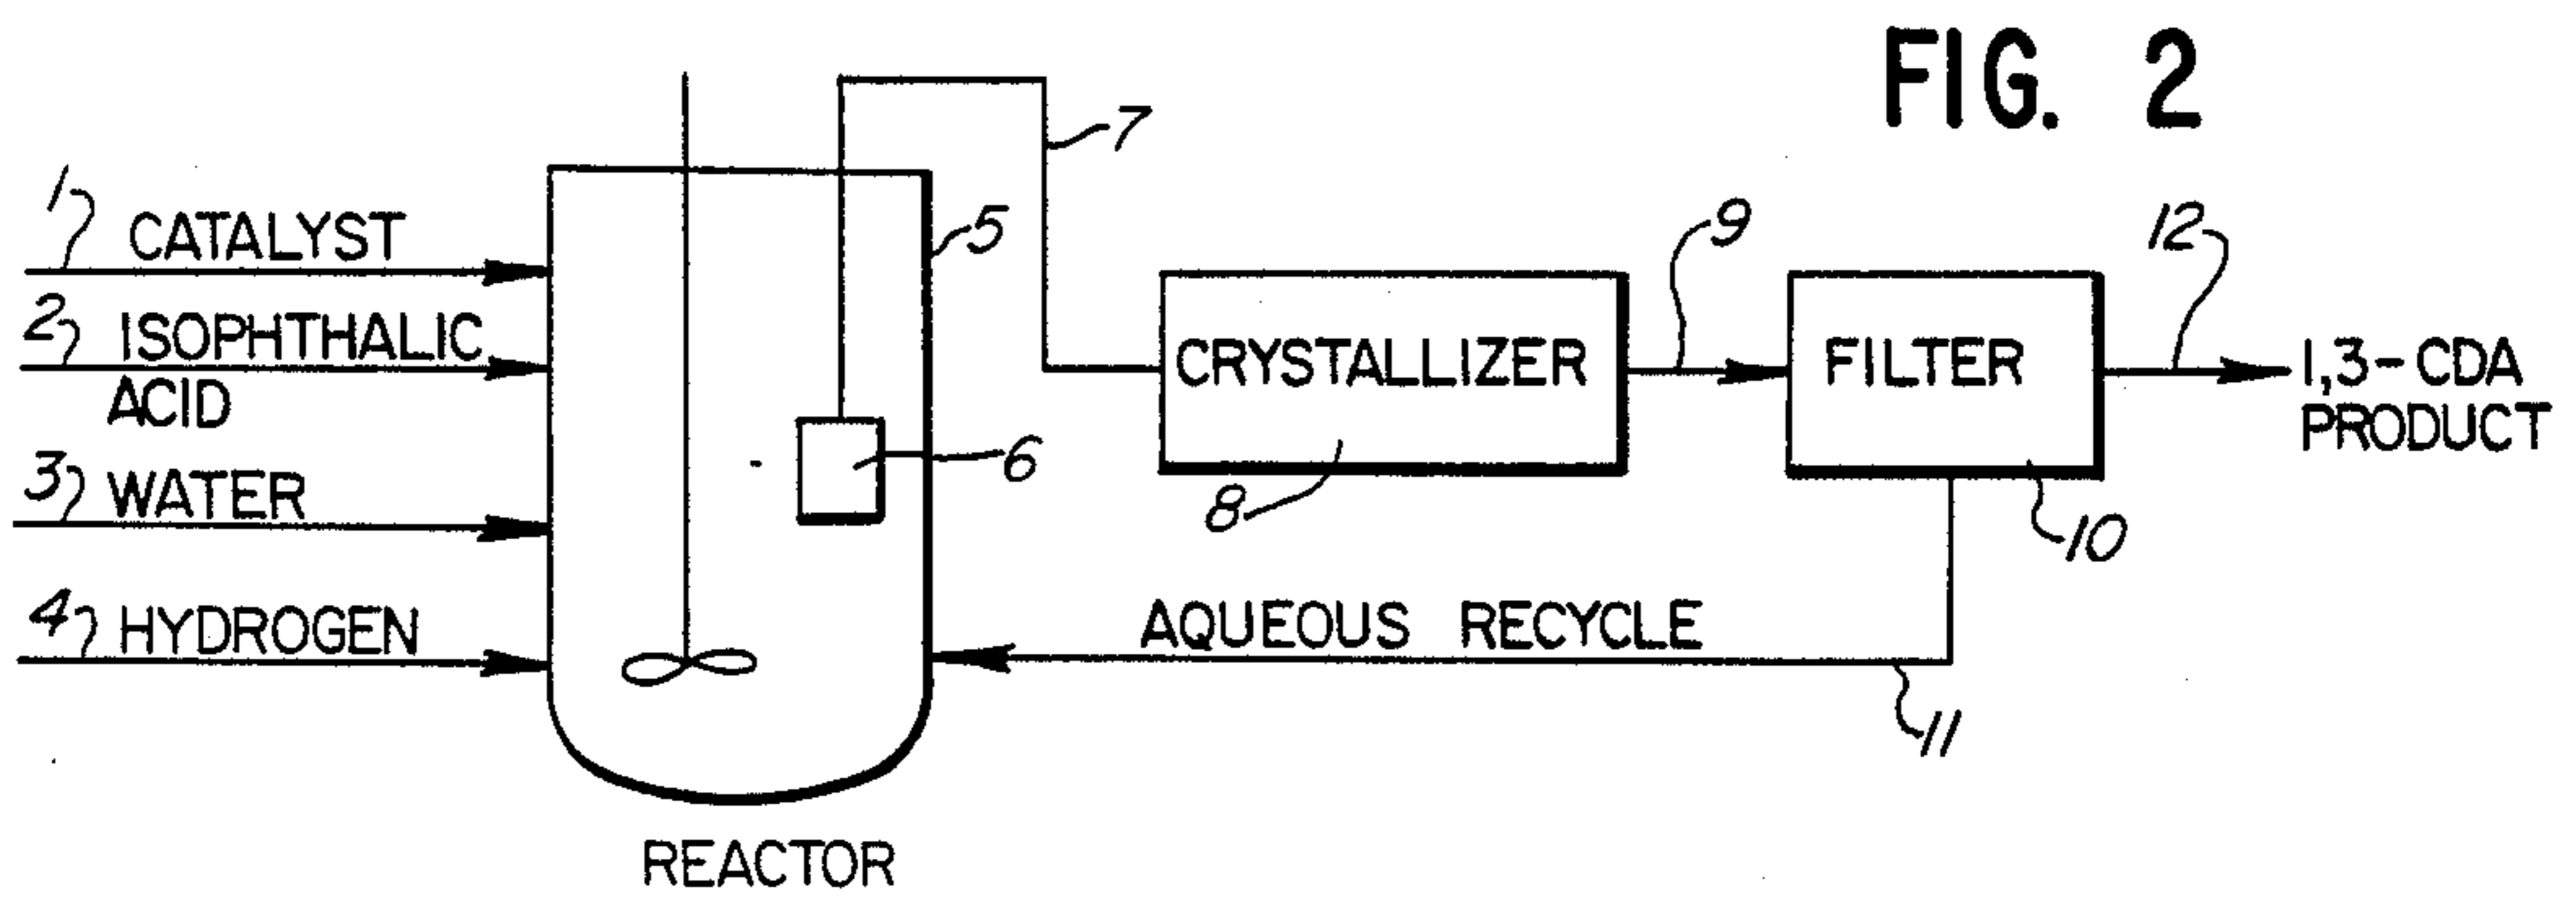 FIG. 2
7
1 CATALYST
5
9
12
2 ISOPHTHALIC
ACID
CRYSTALLIZER
FILTER
1,3-CDA
PRODUCT
3 WATER
6
8
10
4 HYDROGEN
AQUEOUS RECYCLE
11
REACTOR